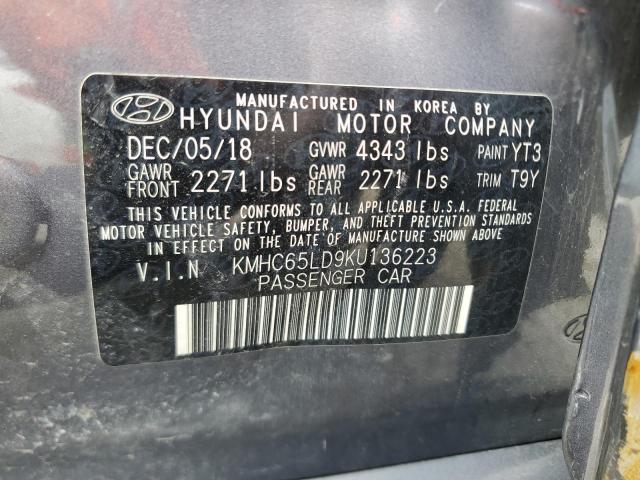 MANUFACTURED IN KOREA BY
HYUNDAI MOTOR COMPANY
DEC/05/18 GVWR 4343 lbs PAINT YT3
GAWR FRONT 2271 lbs GAWR REAR 2271 lbs TRIM T9Y
THIS VEHICLE CONFORMS TO ALL APPLICABLE U.S.A. FEDERAL
MOTOR VEHICLE SAFETY, BUMPER, AND THEFT PREVENTION STANDARDS
IN EFFECT ON THE DATE OF MANUFACTURE SHOWN ABOVE.
V.I.N KMHC65LD9KU136223
PASSENGER CAR